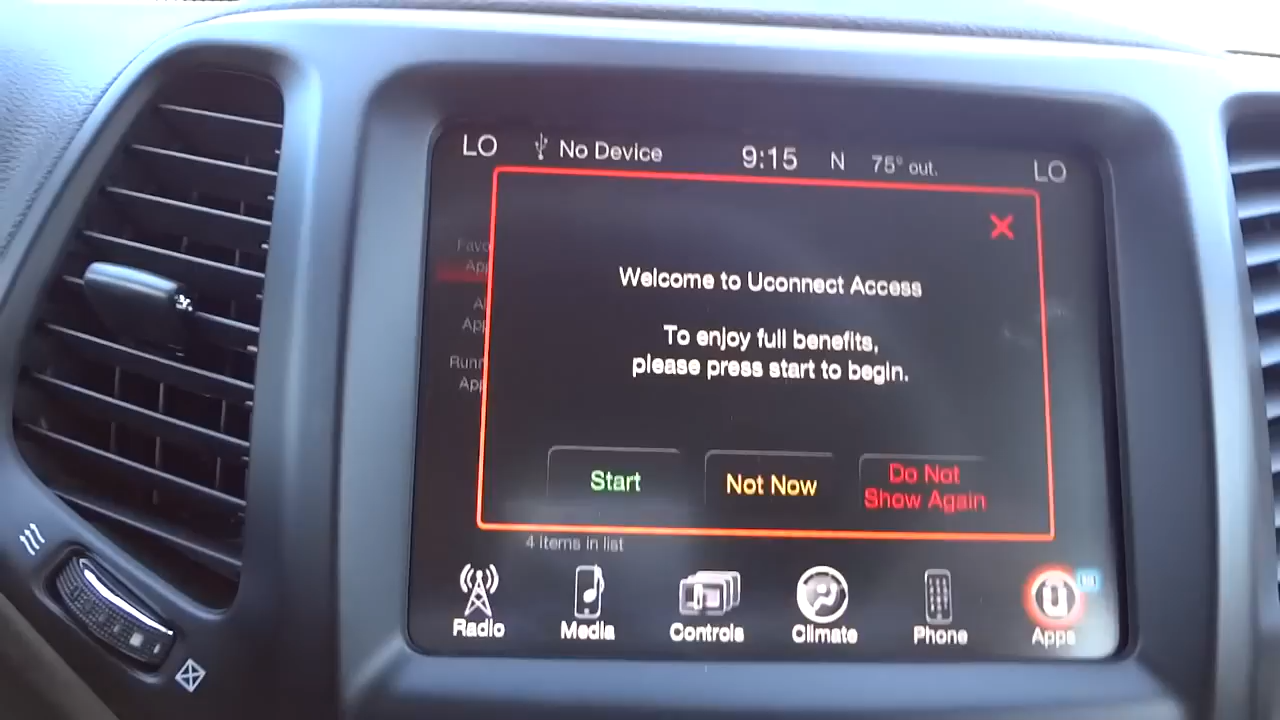 LO No Device 9:15 N 75° out. LO
Welcome to Uconnect Access
To enjoy full benefits,
please press start to begin.
Start Not Now Do Not
Show Again
4 items in list
Radio Media Controls Climate Phone Apps